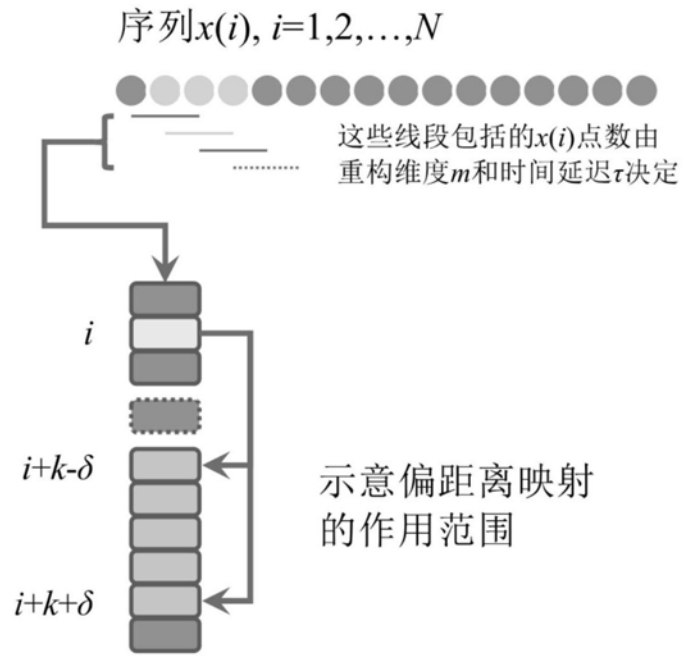 序列x(i), i=1,2,…,N
这些线段包括的x(i)点数由
重构维度m和时间延迟τ决定
i
i+k-δ
示意偏距离映射
的作用范围
i+k+δ